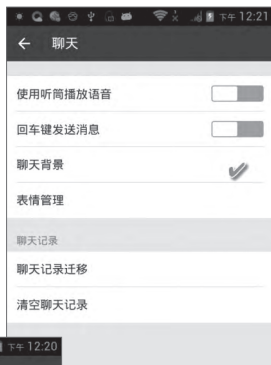 下午 12:21
聊天
使用听筒播放语音
回车键发送消息
聊天背景
表情管理
聊天记录
聊天记录迁移
清空聊天记录
下午 12:20